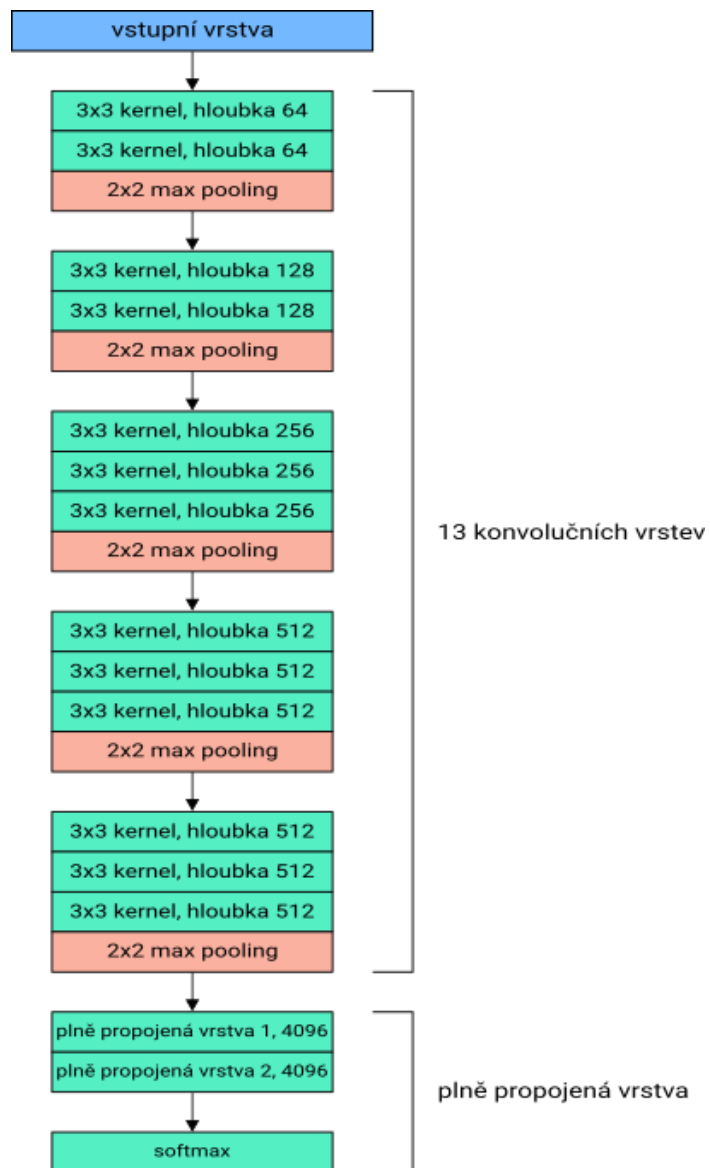 vstupní vrstva
3x3 kernel, hloubka 64
3x3 kernel, hloubka 64
2x2 max pooling
3x3 kernel, hloubka 128
3x3 kernel, hloubka 128
2x2 max pooling
3x3 kernel, hloubka 256
3x3 kernel, hloubka 256
3x3 kernel, hloubka 256
2x2 max pooling
13 konvolučních vrstev
3x3 kernel, hloubka 512
3x3 kernel, hloubka 512
3x3 kernel, hloubka 512
2x2 max pooling
3x3 kernel, hloubka 512
3x3 kernel, hloubka 512
3x3 kernel, hloubka 512
2x2 max pooling
plně propojená vrstva 1, 4096
plně propojená vrstva 2, 4096
plně propojená vrstva
softmax